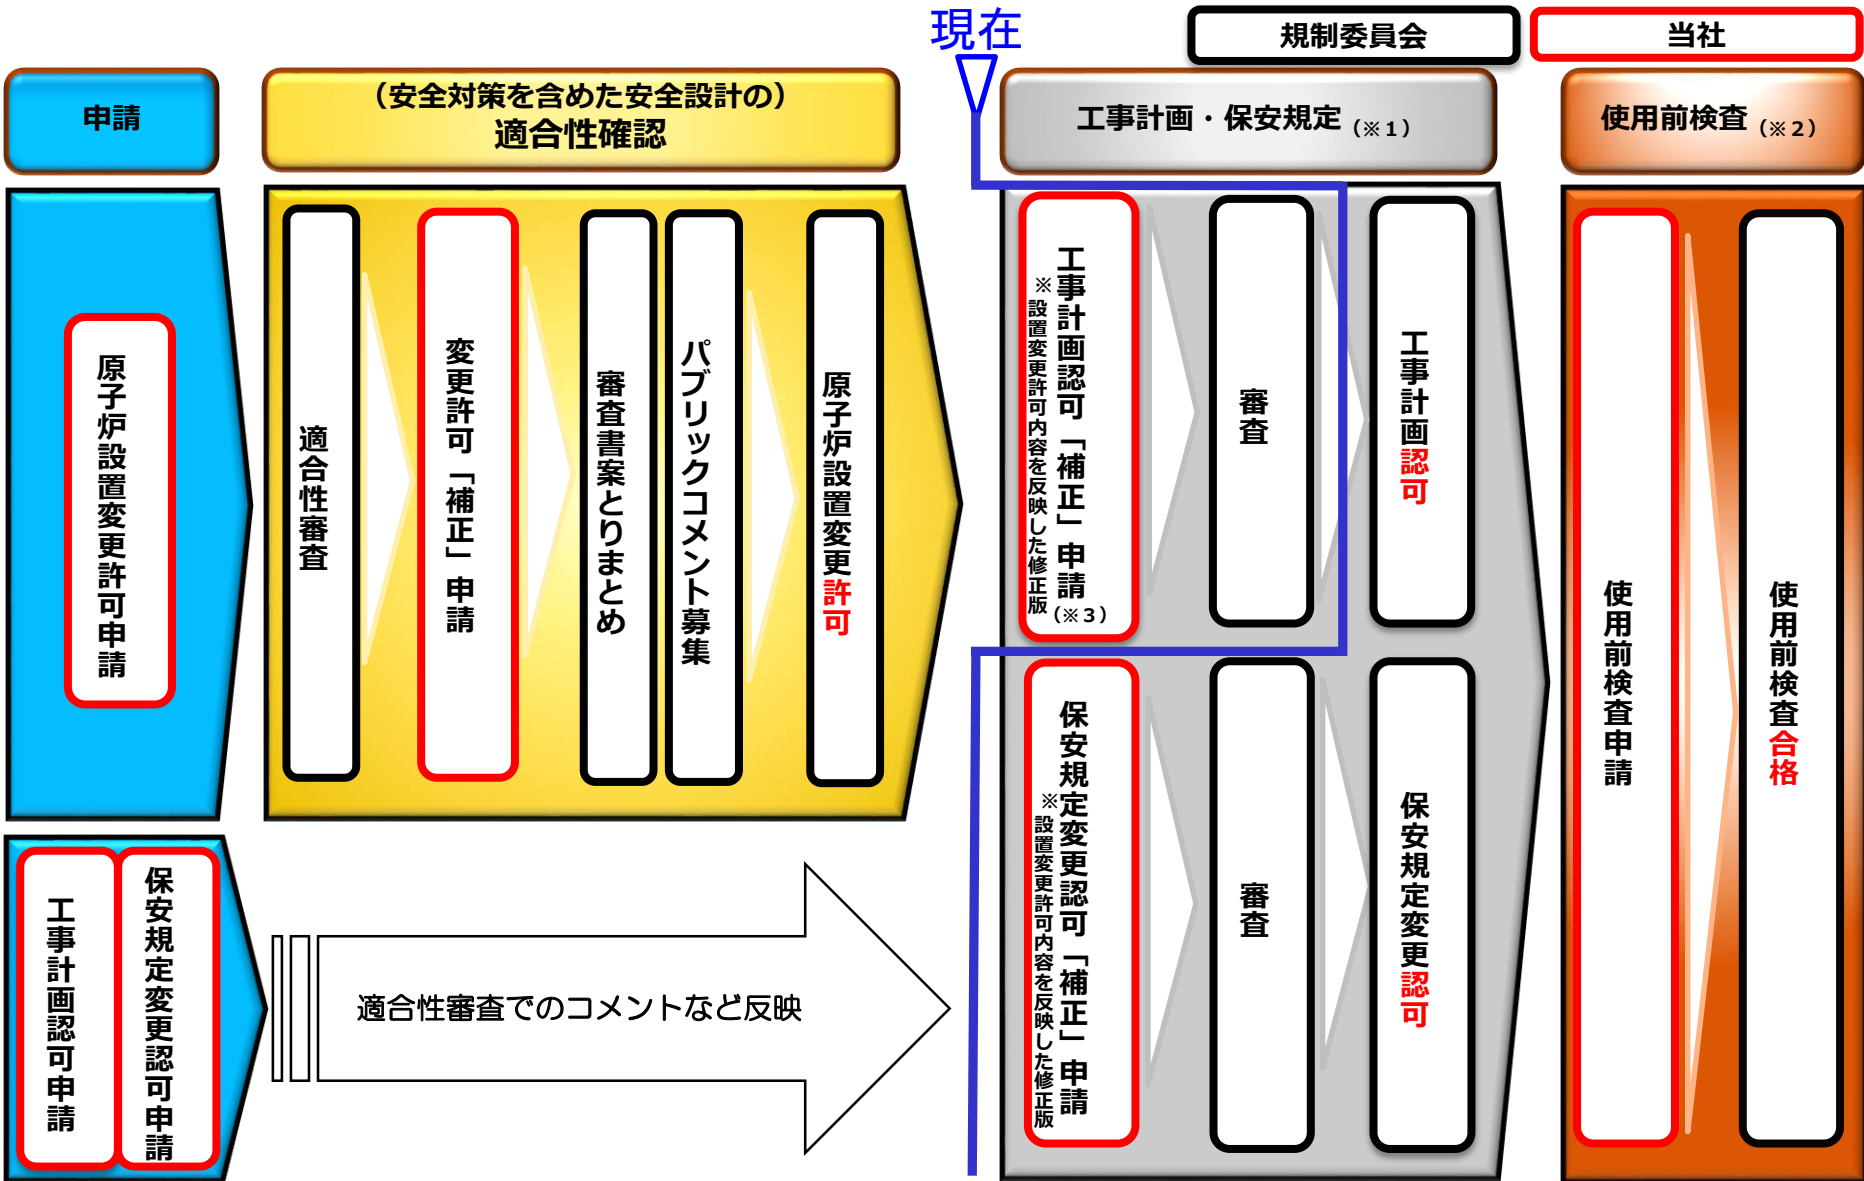 現在
規制委員会
当社
申請
（安全対策を含めた安全設計の）
適合性確認
工事計画・保安規定（※１）
使用前検査（※２）
原子炉設置変更許可申請
適合性審査
変更許可「補正」申請
審査書案とりまとめ
パブリックコメント募集
原子炉設置変更許可
工事計画認可「補正」申請（※３）
※設置変更許可内容を反映した修正版
審査
工事計画認可
保安規定変更認可「補正」申請
※設置変更許可内容を反映した修正版
審査
保安規定変更認可
使用前検査申請
使用前検査合格
工事計画認可申請
保安規定変更認可申請
適合性審査でのコメントなど反映